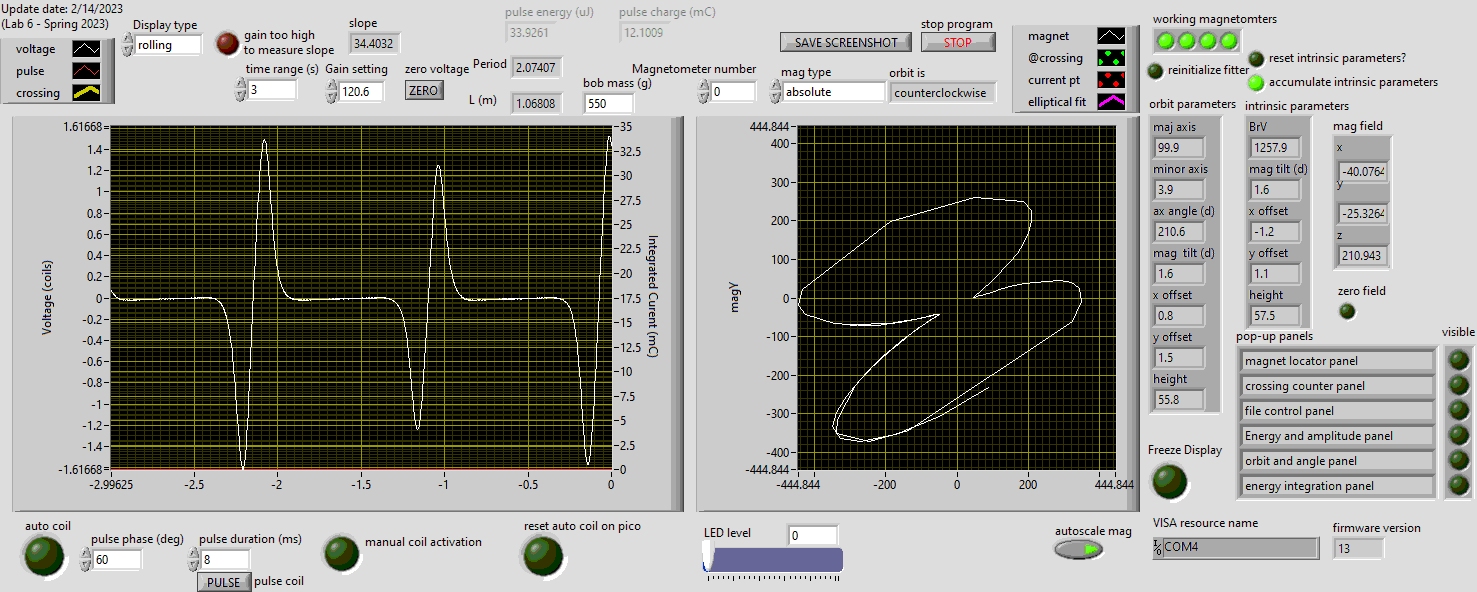 Update date: 2/14/2023
(Lab 6 - Spring 2023)
voltage
pulse
crossing
Display type
rolling
gain too high
to measure slope
slope
34.4032
time range (s)
3
Gain setting
120.6
zero voltage
ZERO
pulse energy (uJ)
33.9261
pulse charge (mC)
12.1009
Period
2.07407
L (m)
1.06808
bob mass (g)
550
Magnetometer number
0
SAVE SCREENSHOT
stop program
STOP
mag type
absolute
orbit is
counterclockwise
magnet
@crossing
current pt
elliptical fit
working magnetomters
reinitialize fitter
reset intrinsic parameters?
accumulate intrinsic parameters
orbit parameters
maj axis
99.9
minor axis
3.9
ax angle (d)
210.6
mag tilt (d)
1.6
x offset
0.8
y offset
1.5
height
55.8
intrinsic parameters
BrV
1257.9
mag tilt (d)
1.6
x offset
-1.2
y offset
1.1
height
57.5
mag field
x
-40.0764
y
-25.3264
z
210.943
zero field
pop-up panels
visible
magnet locator panel
crossing counter panel
file control panel
Energy and amplitude panel
orbit and angle panel
energy integration panel
Freeze Display
Voltage (coils)
1.61668
1.4
1.2
1
0.8
0.6
0.4
0.2
0
-0.2
-0.4
-0.6
-0.8
-1
-1.2
-1.4
-1.61668
-2.99625
-2.5
-2
-1.5
-1
-0.5
0
35
32.5
30
27.5
25
22.5
20
17.5
15
12.5
10
7.5
5
2.5
0
Integrated Current (mC)
magy
444.844
400
300
200
100
0
-100
-200
-300
-400
-444.844
-444.844
-200
0
200
444.844
auto coil
pulse phase (deg)
60
pulse duration (ms)
8
PULSE
pulse coil
manual coil activation
reset auto coil on pico
LED level
0
autoscale mag
VISA resource name
COM4
firmware version
13